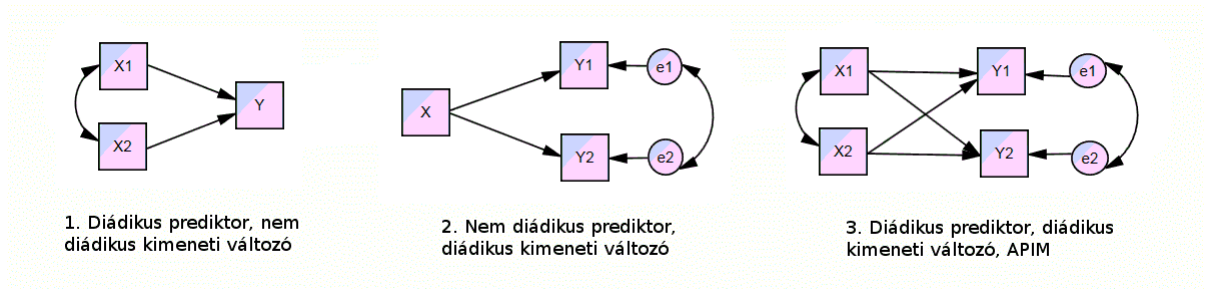 X1
X2
Y
1. Diádikus prediktor, nem
diádikus kimeneti változó
X
Y1
Y2
e1
e2
2. Nem diádikus prediktor,
diádikus kimeneti változó
X1
X2
Y1
Y2
e1
e2
3. Diádikus prediktor, diádikus
kimeneti változó, APIM